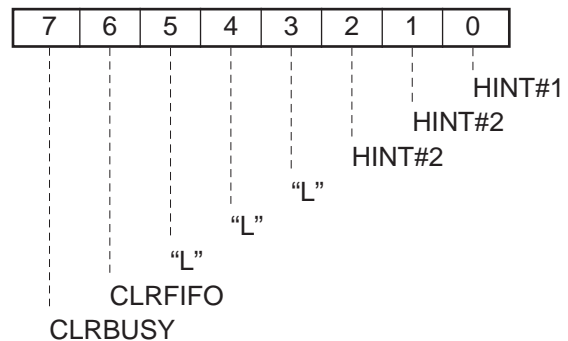 7 6 5 4 3 2 1 0
HINT#1
HINT#2
HINT#2
“L”
“L”
“L”
CLRFIFO
CLRBUSY